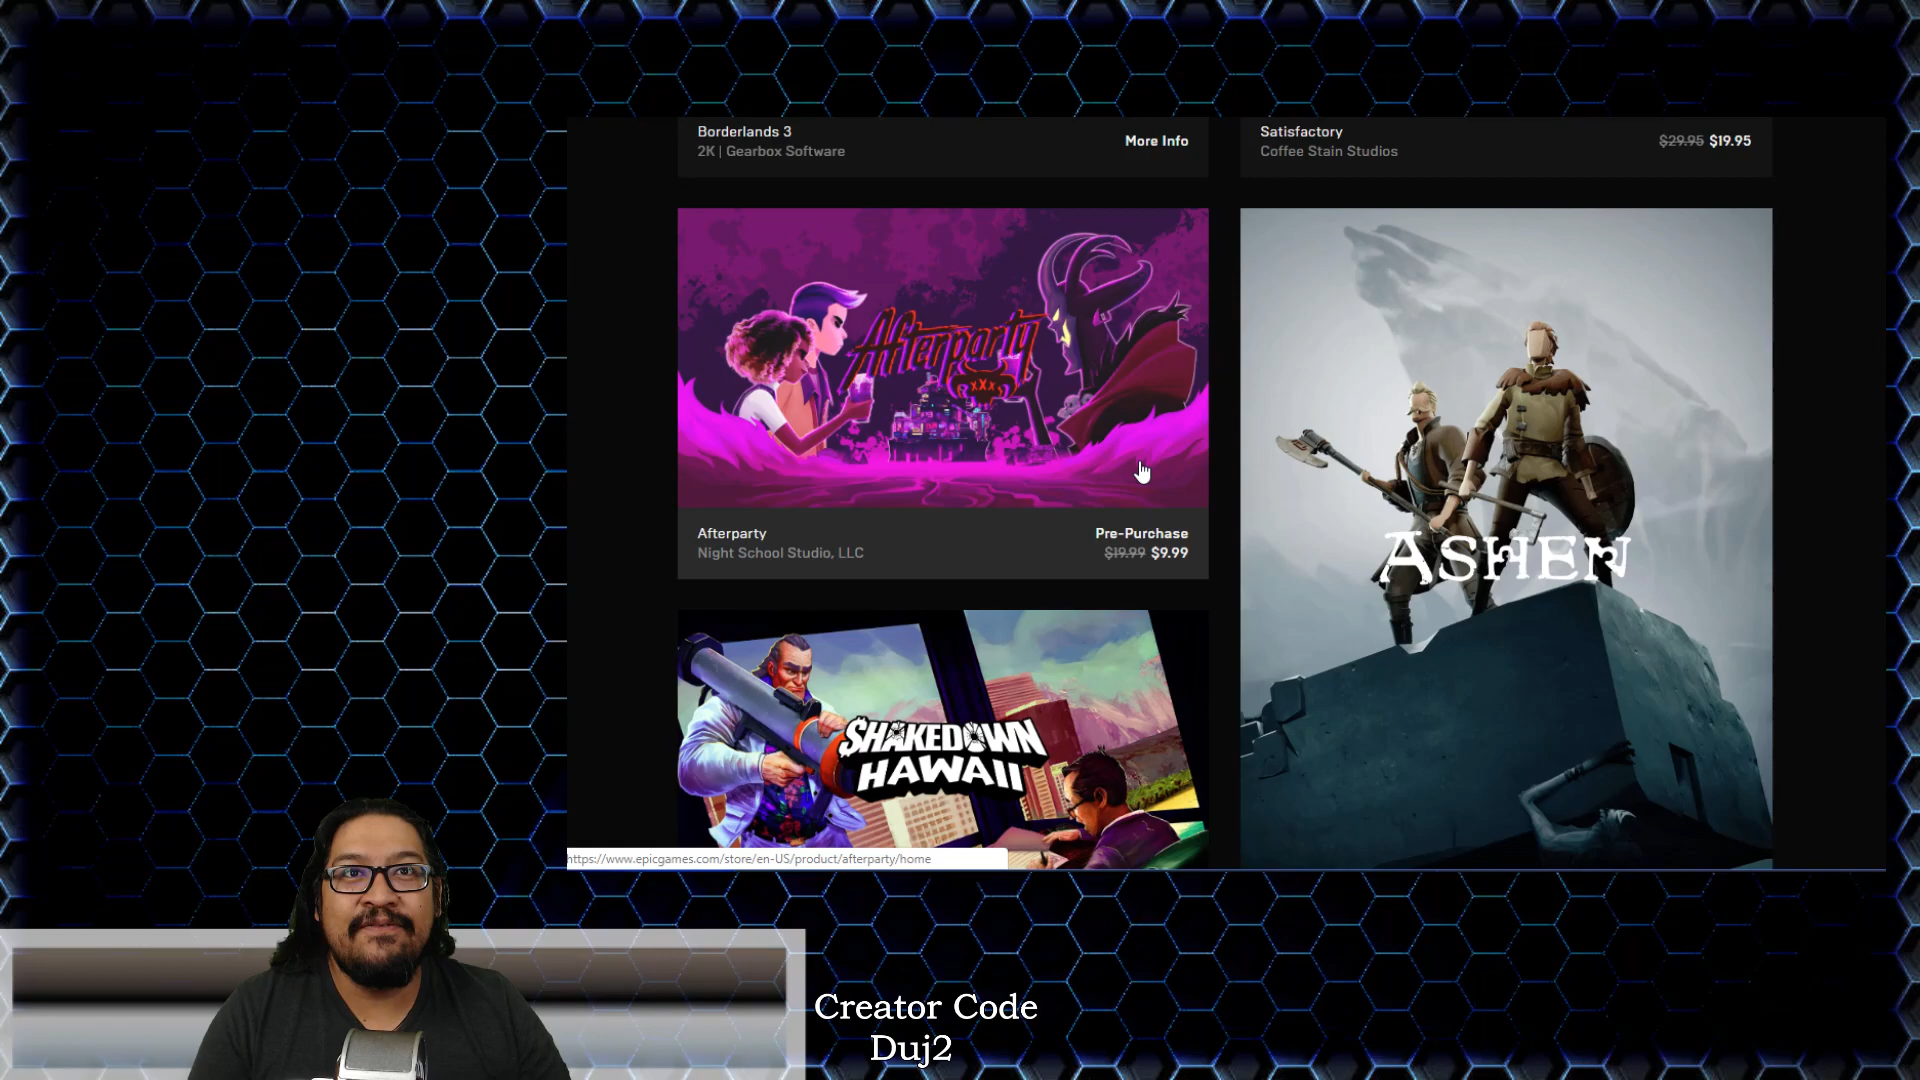 Borderlands 3
2K | Gearbox Software
More Info
Satisfactory
Coffee Stain Studios
$29.95 $19.95
Afterparty
XXX
Afterparty
Night School Studio, LLC
Pre-Purchase
$19.99 $9.99
ASHEN
SHAKEDOWN
HAWAII
https://www.epicgames.com/store/en-US/product/afterparty/home
Creator Code
Duj2